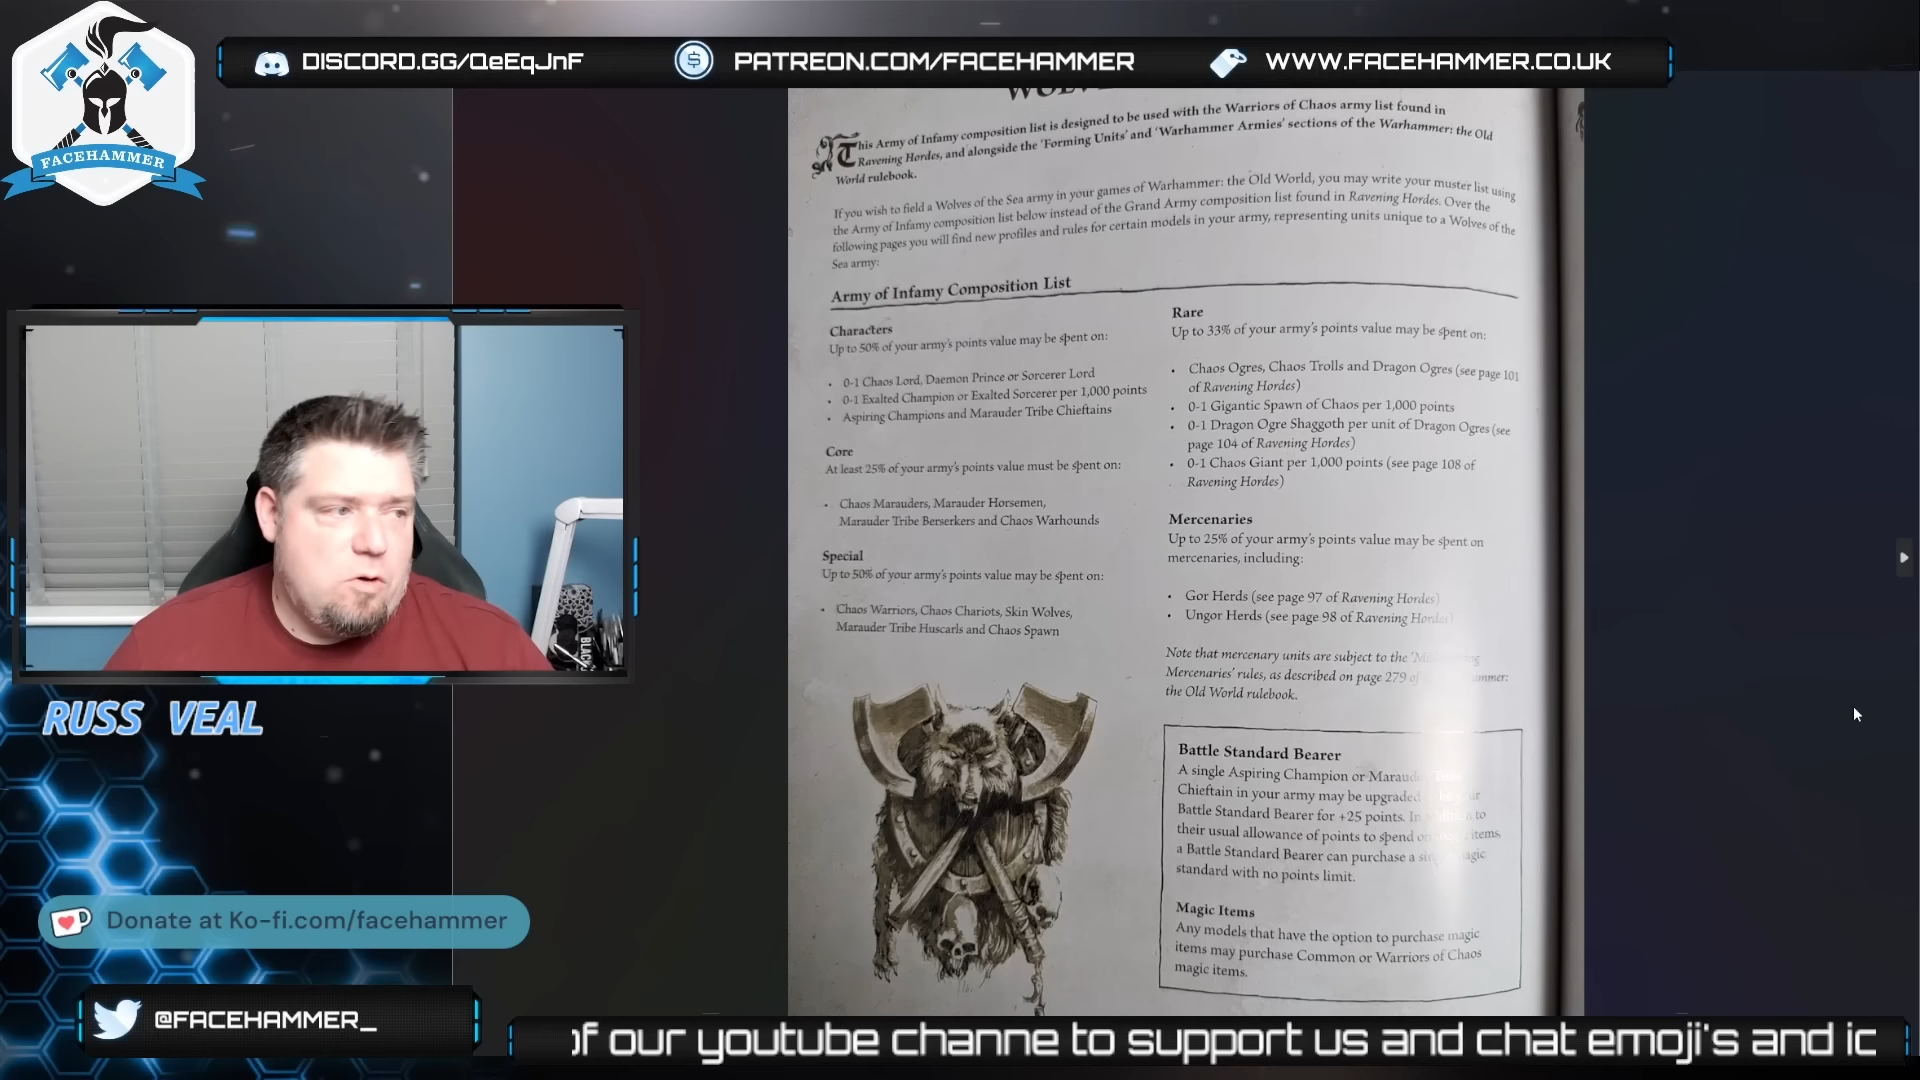 DISCORD.GG/QeEqJnF
PATREON.COM/FACEHAMMER
WWW.FACEHAMMER.CO.UK
FACEHAMMER
This Army of Infamy composition list is designed to be used with the Warriors of Chaos army list found in
Ravening Hordes, and alongside the 'Forming Units' and 'Warhammer Armies' sections of the Warhammer: the Old
World rulebook.
If you wish to field a Wolves of the Sea army in your games of Warhammer: the Old World, you may write your muster list using
the Army of Infamy composition list below instead of the Grand Army composition list found in Ravening Hordes. Over the
following pages you will find new profiles and rules for certain models in your army, representing units unique to a Wolves of the
Sea army:
Army of Infamy Composition List
Characters
Up to 50% of your army's points value may be spent on:
• 0-1 Chaos Lord, Daemon Prince or Sorcerer Lord
• 0-1 Exalted Champion or Exalted Sorcerer per 1,000 points
• Aspiring Champions and Marauder Tribe Chieftains
Core
At least 25% of your army's points value must be spent on:
• Chaos Marauders, Marauder Horsemen,
Marauder Tribe Berserkers and Chaos Warhounds
Special
Up to 50% of your army's points value may be spent on:
• Chaos Warriors, Chaos Chariots, Skin Wolves,
Marauder Tribe Huscarls and Chaos Spawn
Rare
Up to 33% of your army's points value may be spent on:
• Chaos Ogres, Chaos Trolls and Dragon Ogres (see page 101
of Ravening Hordes)
• 0-1 Gigantic Spawn of Chaos per 1,000 points
• 0-1 Dragon Ogre Shaggoth per unit of Dragon Ogres (see
page 104 of Ravening Hordes)
• 0-1 Chaos Giant per 1,000 points (see page 108 of
Ravening Hordes)
Mercenaries
Up to 25% of your army's points value may be spent on
mercenaries, including:
• Gor Herds (see page 97 of Ravening Hordes)
• Ungor Herds (see page 98 of Ravening Hordes)
Note that mercenary units are subject to the
Mercenaries' rules, as described on page 279 of
the Old World rulebook.
Battle Standard Bearer
A single Aspiring Champion or Marauder
Chieftain in your army may be upgraded
Battle Standard Bearer for +25 points. In to
their usual allowance of points to spend on items,
a Battle Standard Bearer can purchase a
standard with no points limit.
Magic Items
Any models that have the option to purchase magic
items may purchase Common or Warriors of Chaos
magic items.
RUSS VEAL
Donate at Ko-fi.com/facehammer
@FACEHAMMER_
of our youtube channe to support us and chat emoji's and ic